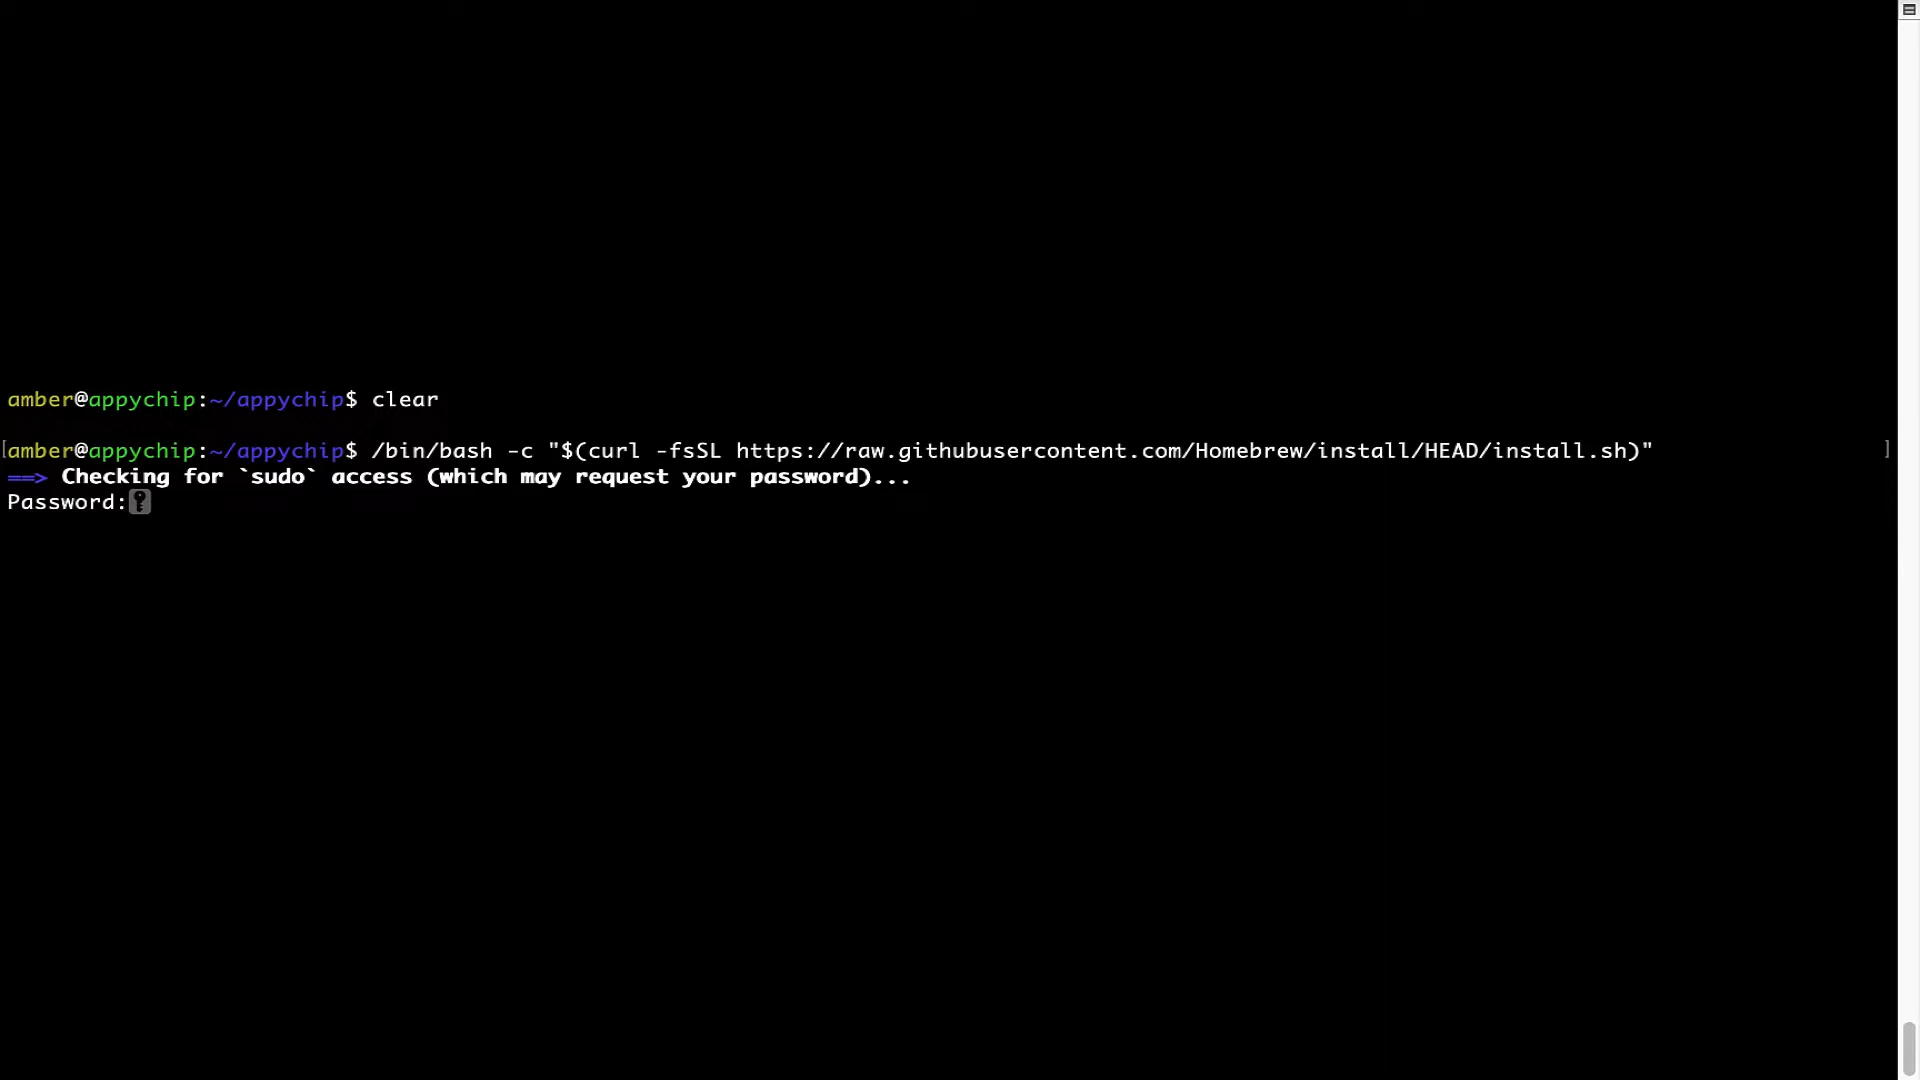 amber@appychip:~/appychip$ clear
[amber@appychip:~/appychip$ /bin/bash -c "$(curl -fsSL https://raw.githubusercontent.com/Homebrew/install/HEAD/install.sh)" ]
==> Checking for `sudo` access (which may request your password)...
Password: